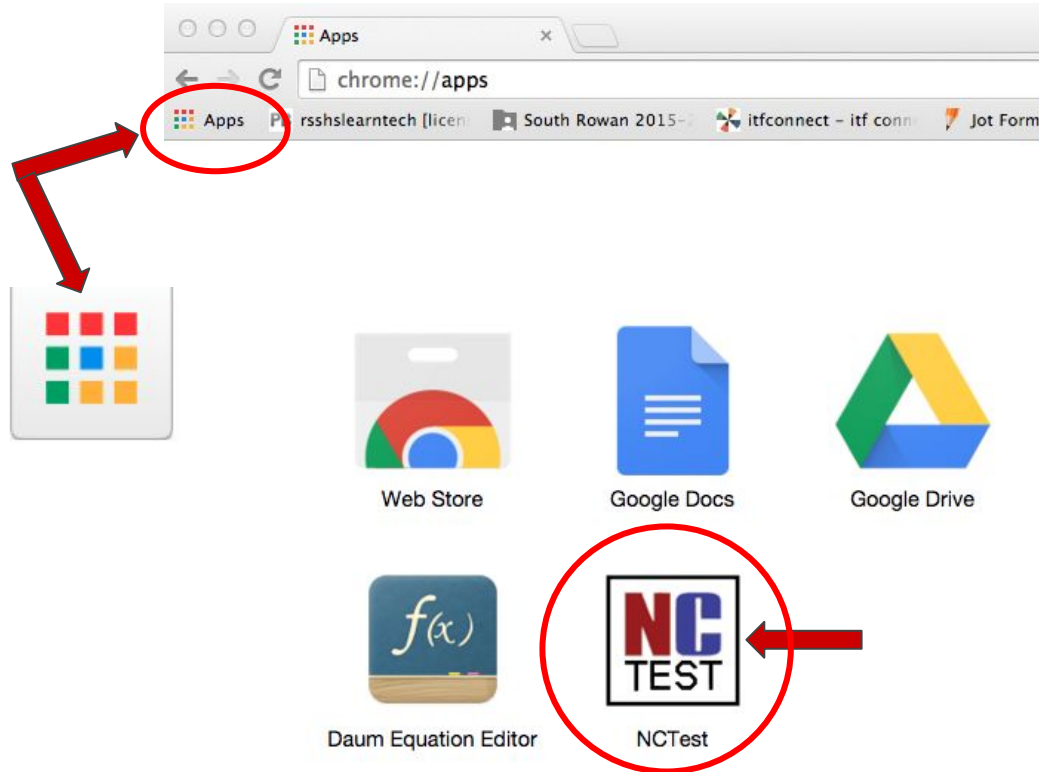 Apps
chrome://apps
Apps rsshslearntech [licen South Rowan 2015- itfconnect - itf conn Jot Form
Web Store Google Docs Google Drive
f(x)
NC
TEST
Daum Equation Editor NCTest